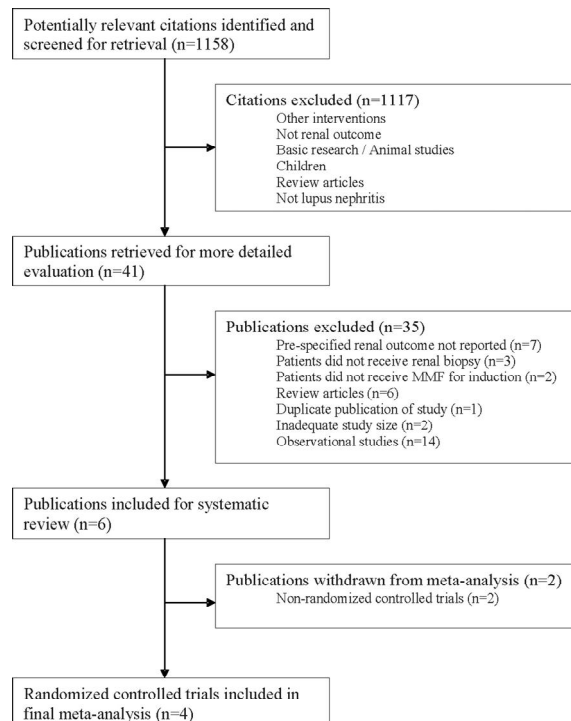 Potentially relevant citations identified and
screened for retrieval (n=1158)
Citations excluded (n=1117)
Other interventions
Not renal outcome
Basic research / Animal studies
Children
Review articles
Not lupus nephritis
Publications retrieved for more detailed
evaluation (n=41)
Publications excluded (n=35)
Pre-specified renal outcome not reported (n=7)
Patients did not receive renal biopsy (n=3)
Patients did not receive MMF for induction (n=2)
Review articles (n=6)
Duplicate publication of study (n=1)
Inadequate study size (n=2)
Observational studies (n=14)
Publications included for systematic
review (n=6)
Publications withdrawn from meta-analysis (n=2)
Non-randomized controlled trials (n=2)
Randomized controlled trials included in
final meta-analysis (n=4)